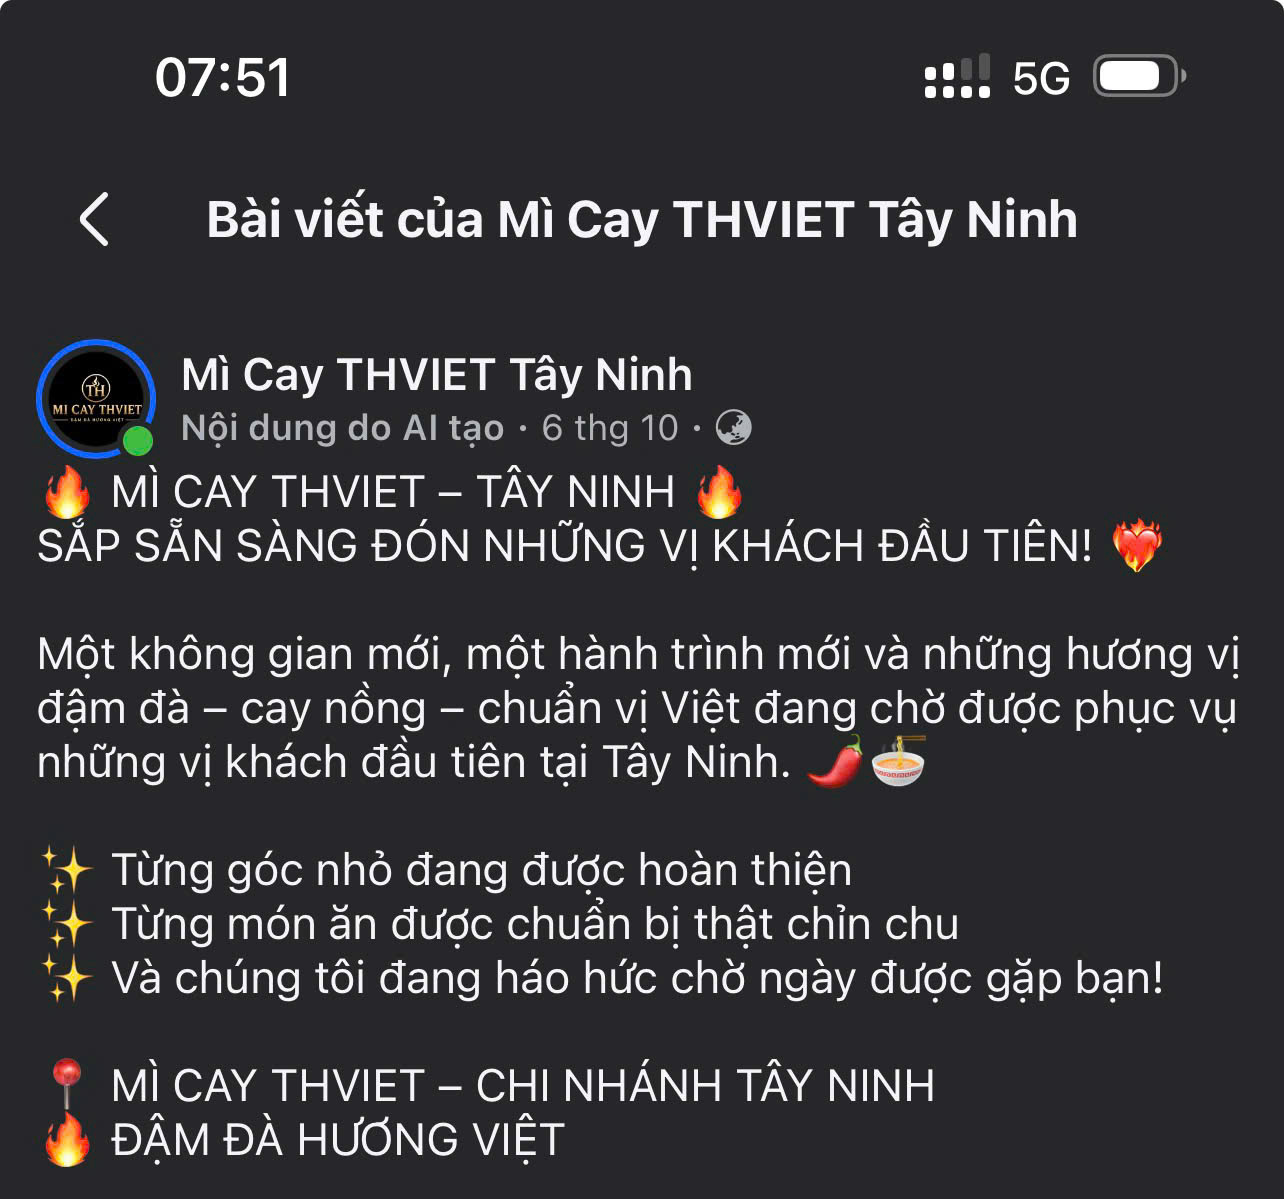 07:51
5G
Bài viết của Mì Cay THVIET Tây Ninh
TH
MI CAY THVIET
ĐẬM ĐÀ HƯƠNG VIỆT
Mì Cay THVIET Tây Ninh
Nội dung do AI tạo · 6 thg 10 ·
🔥 MÌ CAY THVIET – TÂY NINH 🔥
SẮP SẴN SÀNG ĐÓN NHỮNG VỊ KHÁCH ĐẦU TIÊN! ❤️‍🔥
Một không gian mới, một hành trình mới và những hương vị
đậm đà – cay nồng – chuẩn vị Việt đang chờ được phục vụ
những vị khách đầu tiên tại Tây Ninh. 🌶️🍜
✨ Từng góc nhỏ đang được hoàn thiện
✨ Từng món ăn được chuẩn bị thật chỉn chu
✨ Và chúng tôi đang háo hức chờ ngày được gặp bạn!
📍 MÌ CAY THVIET – CHI NHÁNH TÂY NINH
🔥 ĐẬM ĐÀ HƯƠNG VIỆT